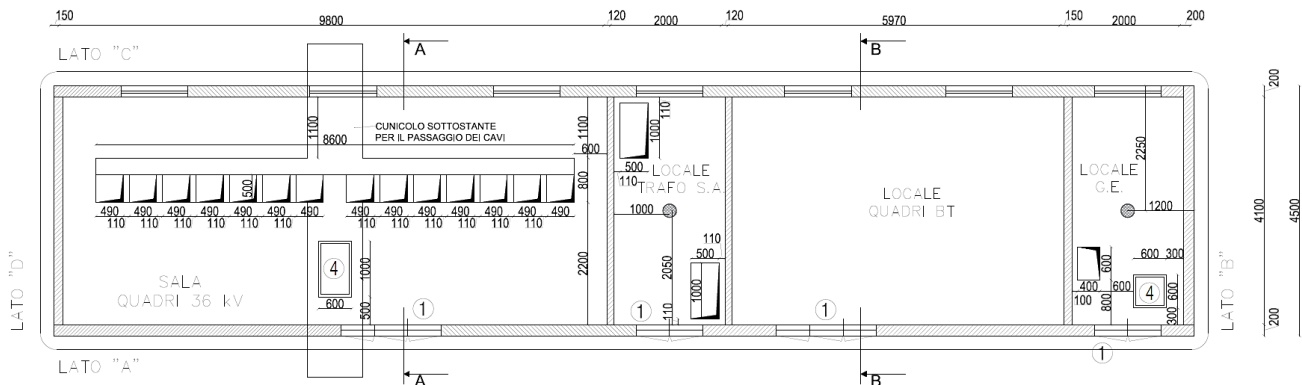 150 9800 120 2000 120 5970 150 2000 200
LATO "C"
A B
200
1100 CUNICOLO SOTTOSTANTE
PER IL PASSAGGIO DEI CAVI
8600 1100 600
110 1000
500
110
LOCALE
TRAFO S.A.
1000
500 800
490 490 490 490 490 490 490 490 490 490 490 490 490 490
110 110 110 110 110 110 110 110 110 110 110 110
LOCALE
QUADRI BT
LOCALE
G.E.
2250
1200
4100 4500
SALA
QUADRI 36 kV
4 1000
600 500
2200
2050
110
500
1000
110
600
400
100
800
600
600 300
4
600
300
LATO "D"
LATO "B"
1 1 1 1
200
LATO "A"
A B